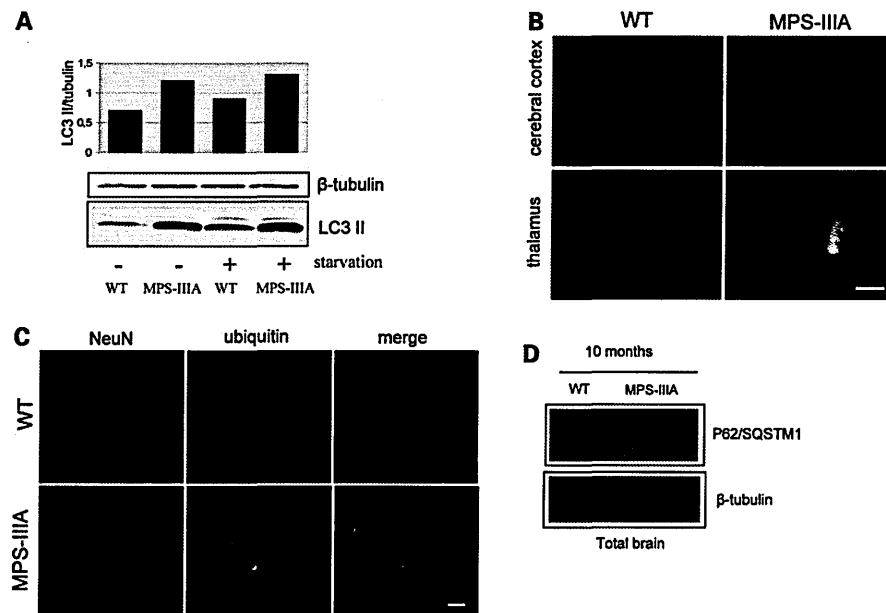 A
1,5
1
0,5
0
LC3 II/tubulin
β-tubulin
LC3 II
- - + + starvation
WT MPS-IIIA WT MPS-IIIA
B
WT MPS-IIIA
cerebral cortex
thalamus
C
NeuN ubiquitin merge
WT
MPS-IIIA
D
10 months
WT MPS-IIIA
P62/SQSTM1
β-tubulin
Total brain